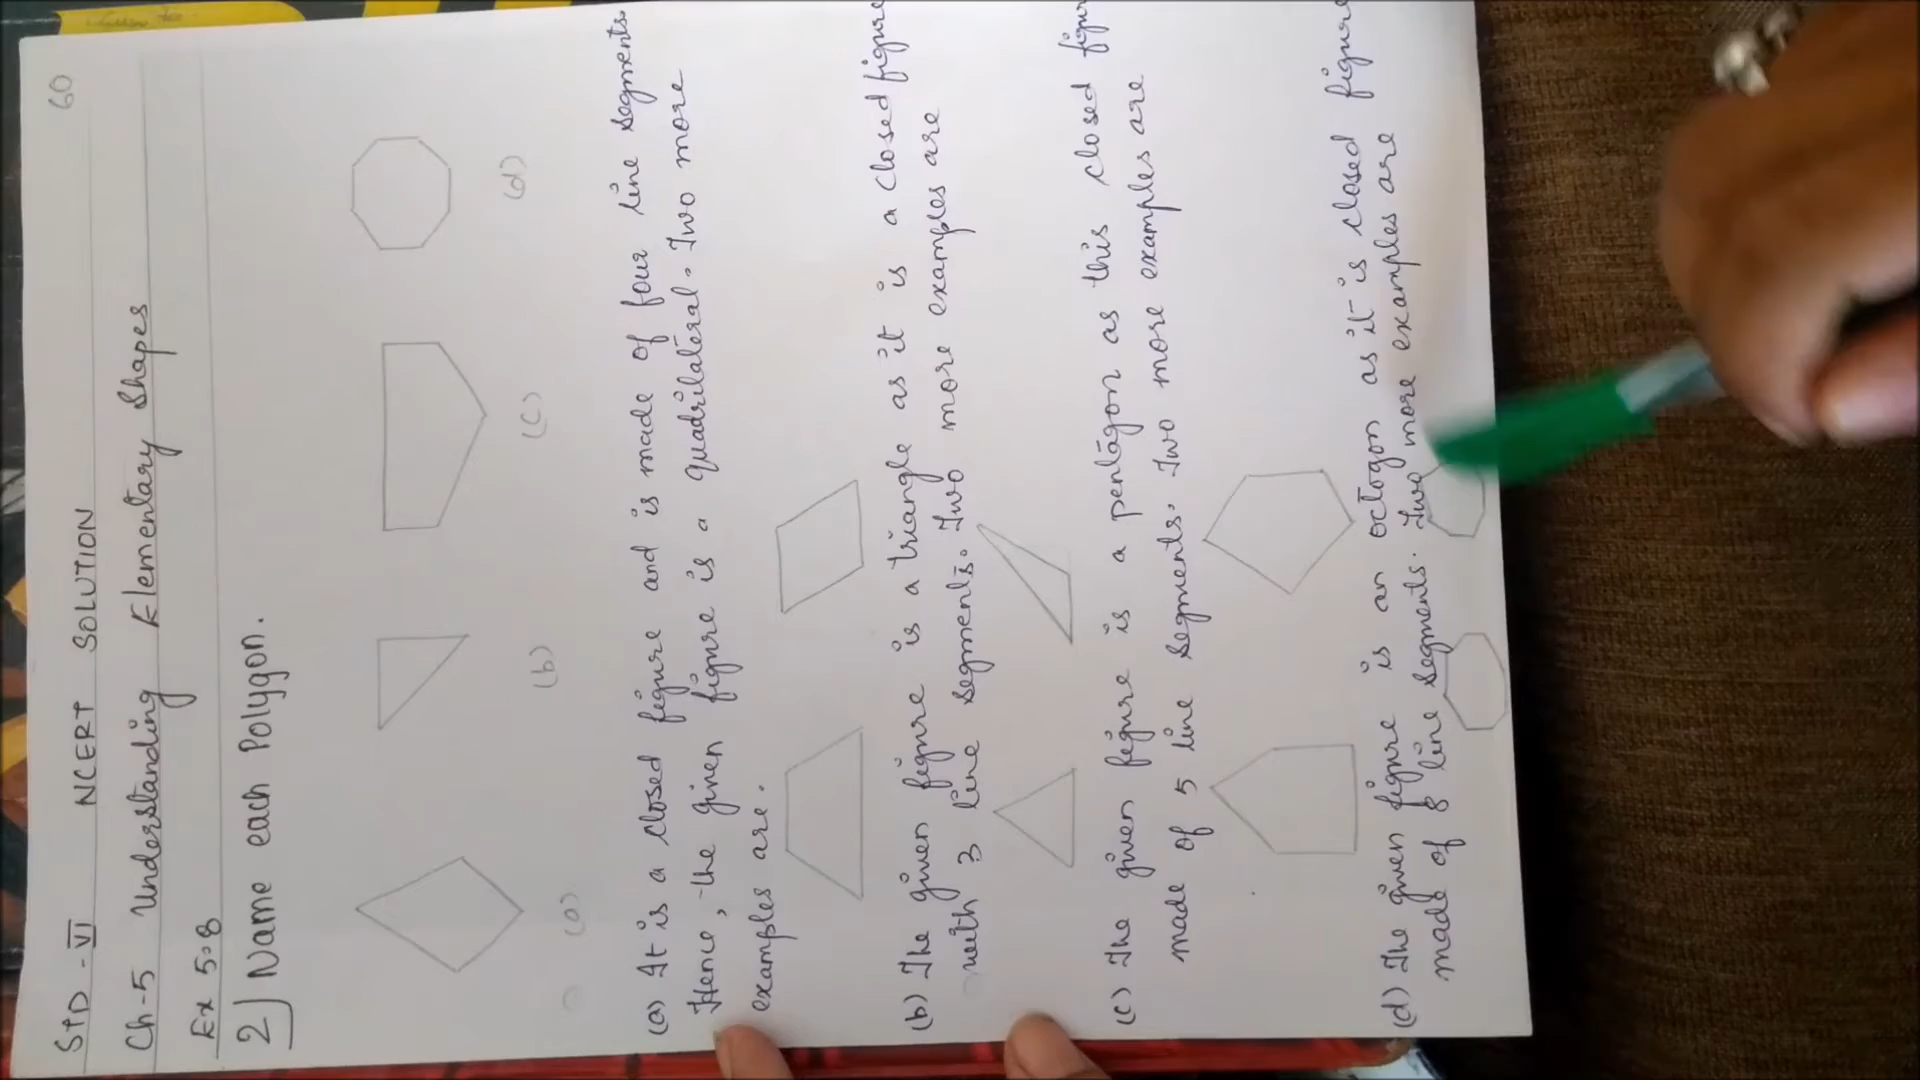 60
STD - VI NCERT SOLUTION
Ch-5 Understanding Elementary Shapes
Ex 5.8
2) Name each Polygon.
(a) (b) (c) (d)
(a) It is a closed figure and is made of four line segments.
Hence, the given figure is a quadrilateral. Two more
examples are.
(b) The given figure is a triangle as it is a closed figure
with 3 line segments. Two more examples are
(c) The given figure is a pentagon as this closed figur
made of 5 line segments. Two more examples are
(d) The given figure is an octogon as it is closed figure
made of 8 line segments. Two more examples are